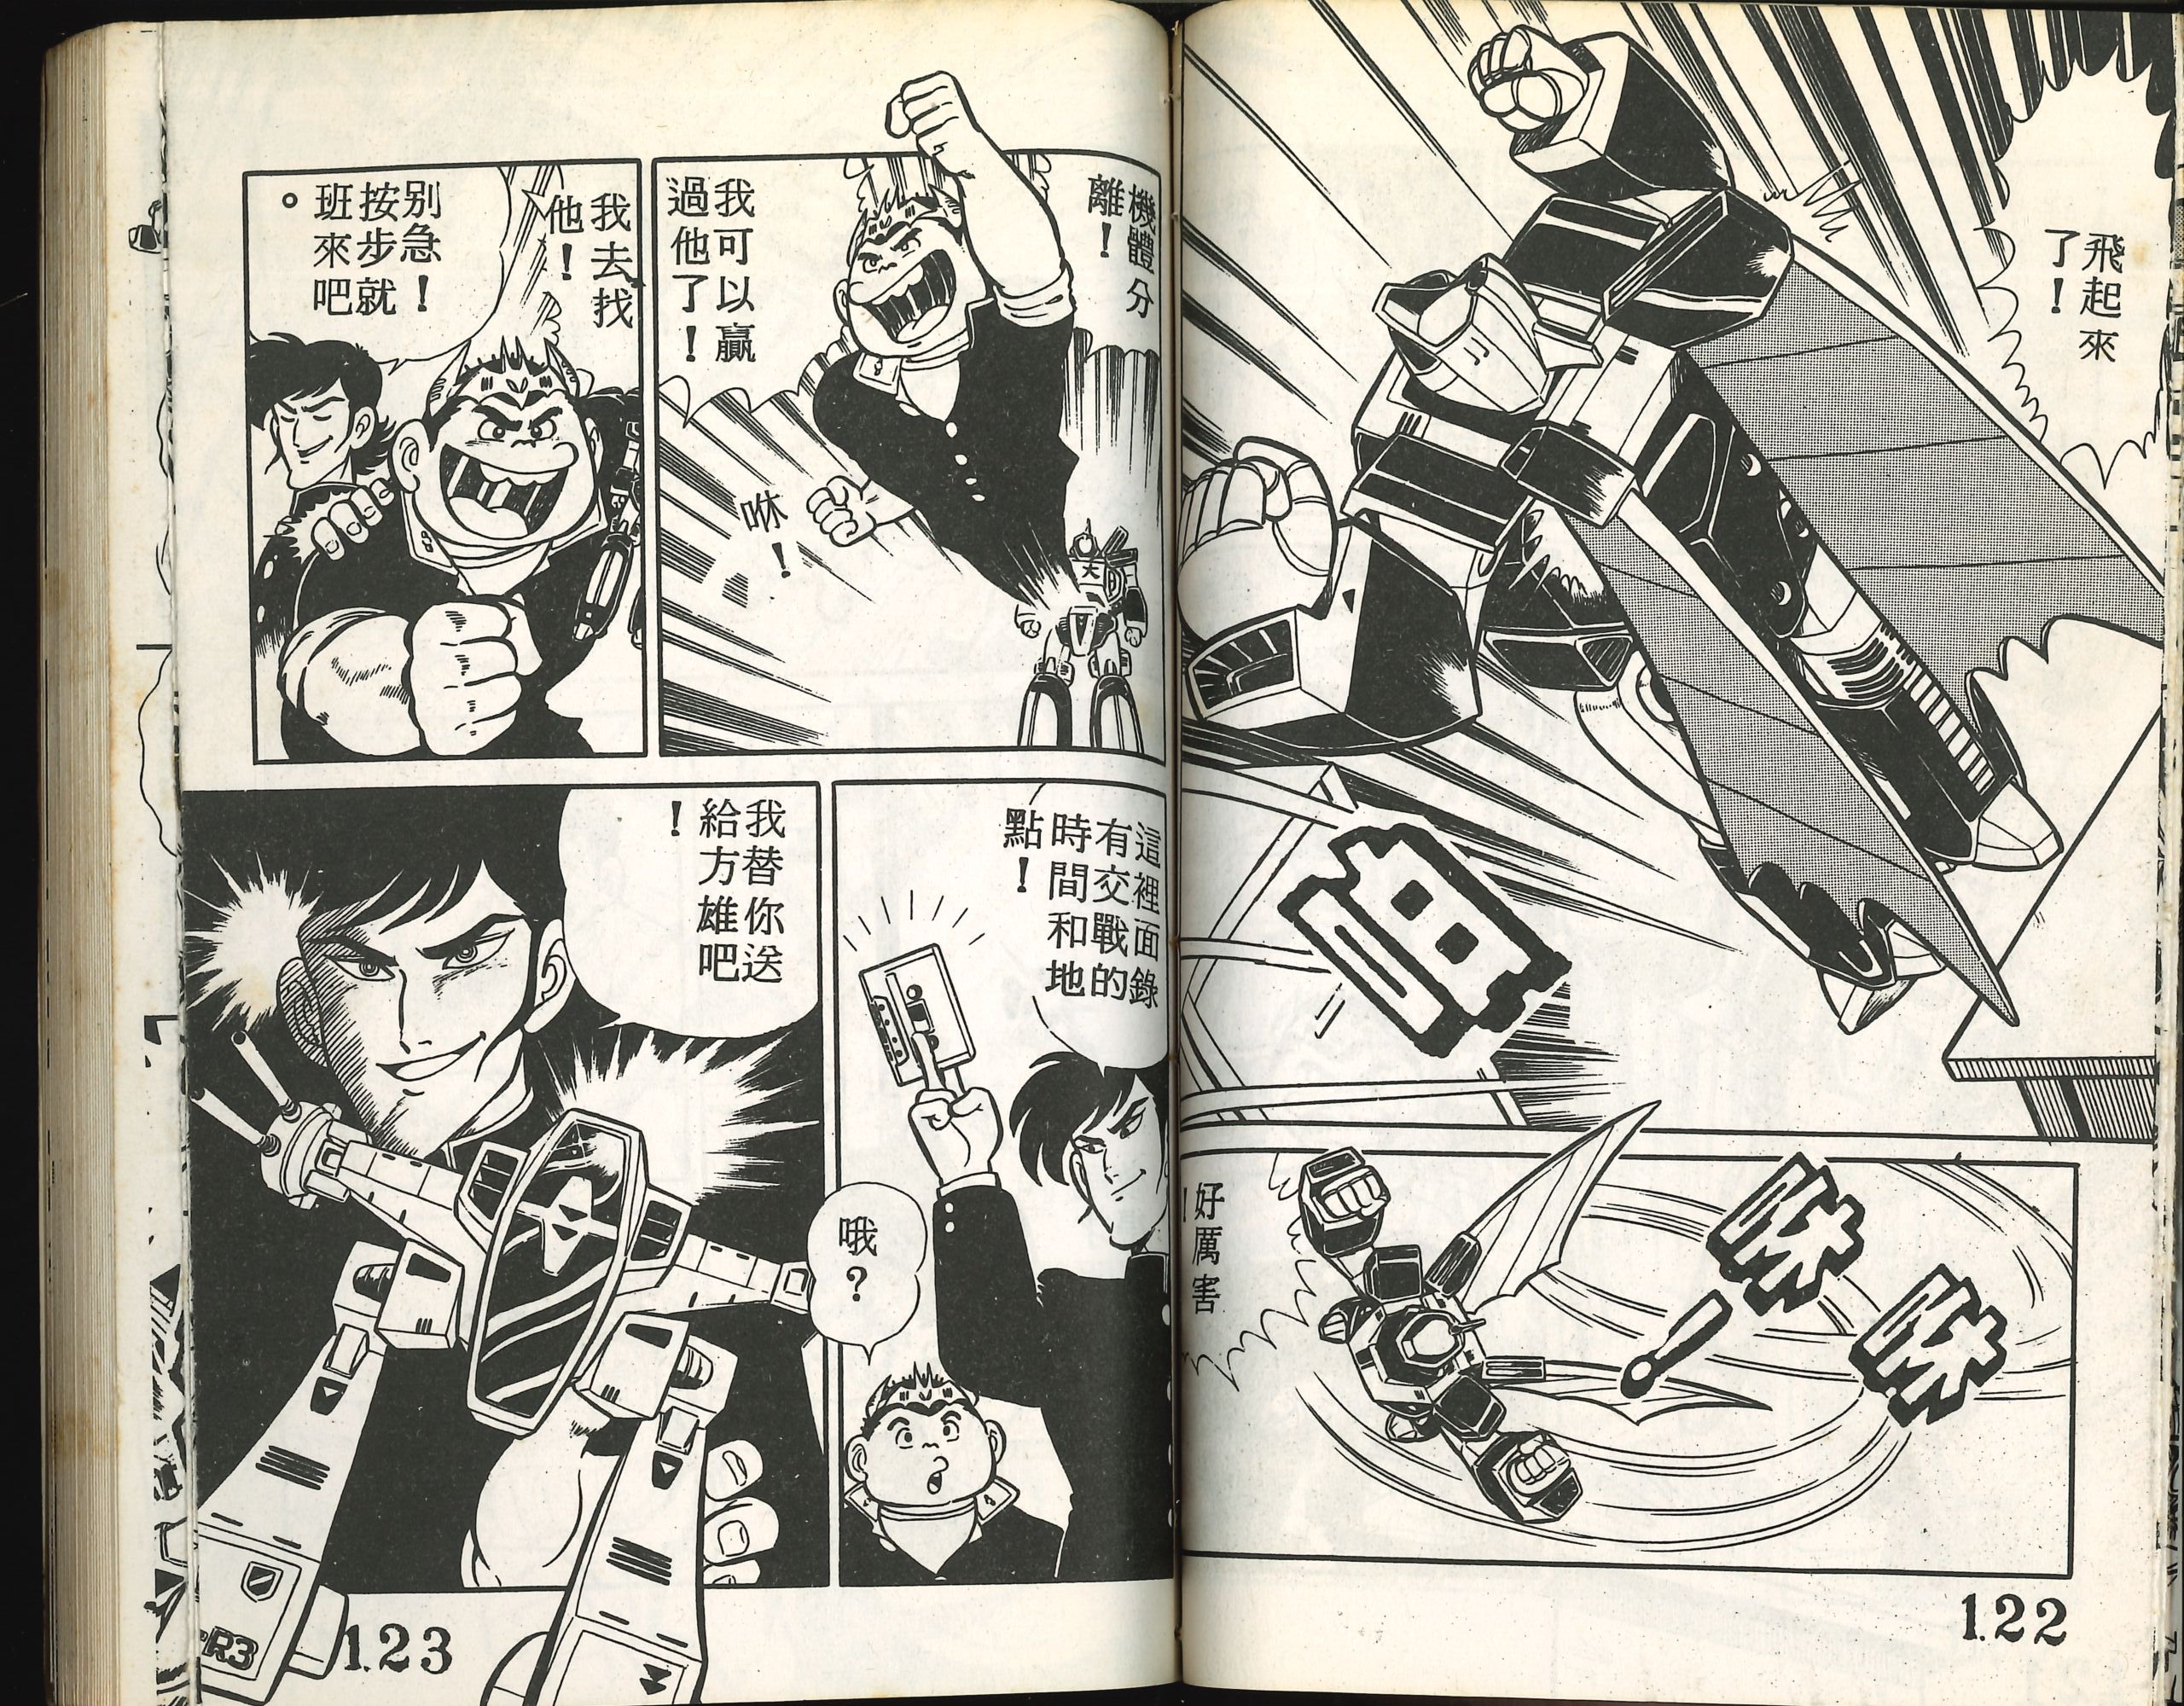 飛起來
了！
咻
咻
！
好厲害
！
122
機體分
離！
我可以贏
過他了！
咻！
我去找
他！
別急！
按步就
班來吧
。
這裡面錄
有交戰的
時間和地
點！
哦？
我替你送
給方雄吧
！
R3
123